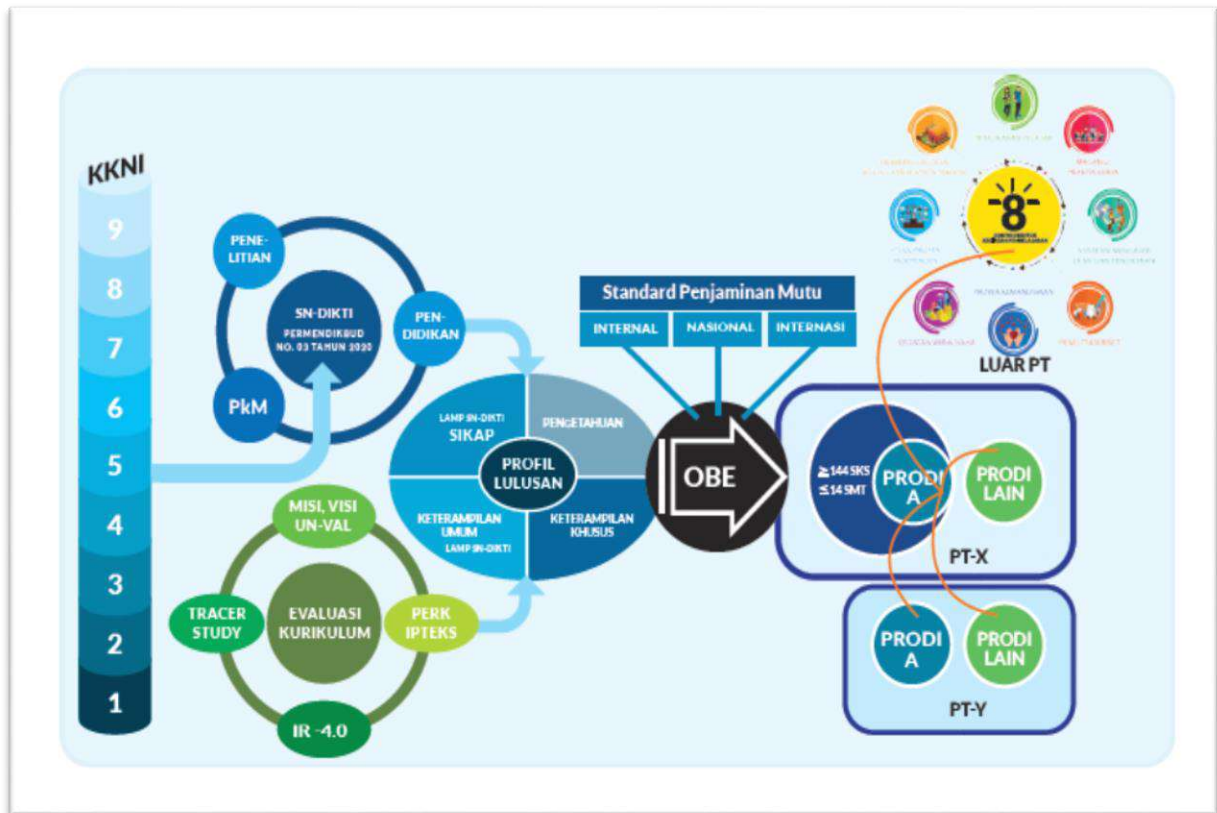 KKNI
9
8
7
6
5
4
3
2
1
PENE-
LITIAN
SN-DIKTI
PERMENDIKBUD
NO. 03 TAHUN 2020
PEN-
DIDIKAN
PkM
MISI, VISI
UN-VAL
TRACER
STUDY
EVALUASI
KURIKULUM
PERK
IPTEKS
IR -4.0
LAMP SN-DIKTI
SIKAP
PENGETAHUAN
PROFIL
LULUSAN
KETERAMPILAN
UMUM
LAMP SN-DIKTI
KETERAMPILAN
KHUSUS
Standard Penjaminan Mutu
INTERNAL
NASIONAL
INTERNASI
OBE
8
LUAR PT
≧144 SKS
≦14 SMT
PRODI
A
PRODI
LAIN
PT-X
PRODI
A
PRODI
LAIN
PT-Y